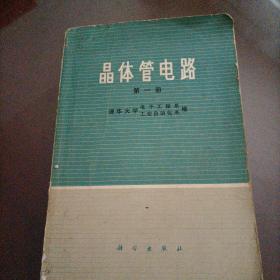 晶体管电路
第一册
清华大学电子工程系
工业自动化系编
科学出版社